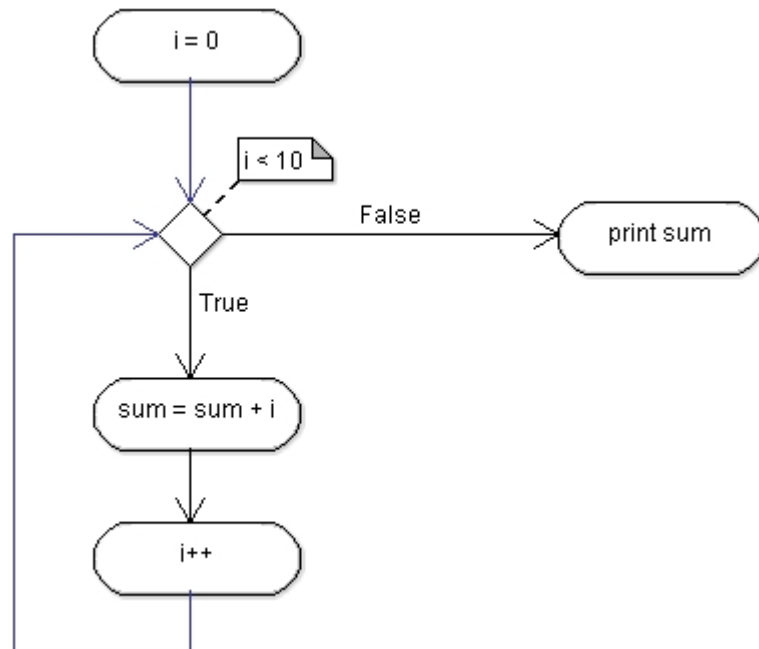 i = 0
i < 10
False
print sum
True
sum = sum + i
i++